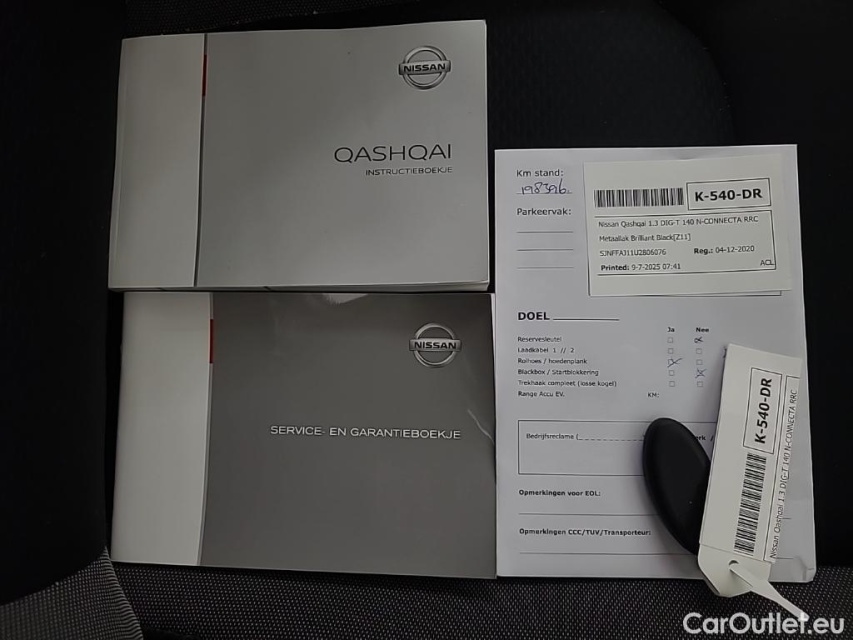 NISSAN
QASHQAI
INSTRUCTIEBOEKJE
NISSAN
SERVICE- EN GARANTIEBOEKJE
Km stand:
198396.
Parkeervak:
K-540-DR
Nissan Qashqai 1.3 DIG-T 140 N-CONNECTA RRC
Metaallak Brilliant Black[Z11]
SJNFFAJ11U2806076 Reg.: 04-12-2020
ACL
Printed: 9-7-2025 07:41
DOEL
Ja Nee
Reservesleutel
Laadkabel 1 // 2
Rolhoes / hoedenplank
Blackbox / Startblokkering
Trekhaak compleet (losse kogel)
Range Accu EV. KM:
Bedrijfsreclame (
Opmerkingen voor EOL:
Opmerkingen CCC/TUV/Transporteur:
K-540-DR
Nissan Qashqai 1.3 DIG-T 140 N-CONNECTA RRC
CarOutlet.eu